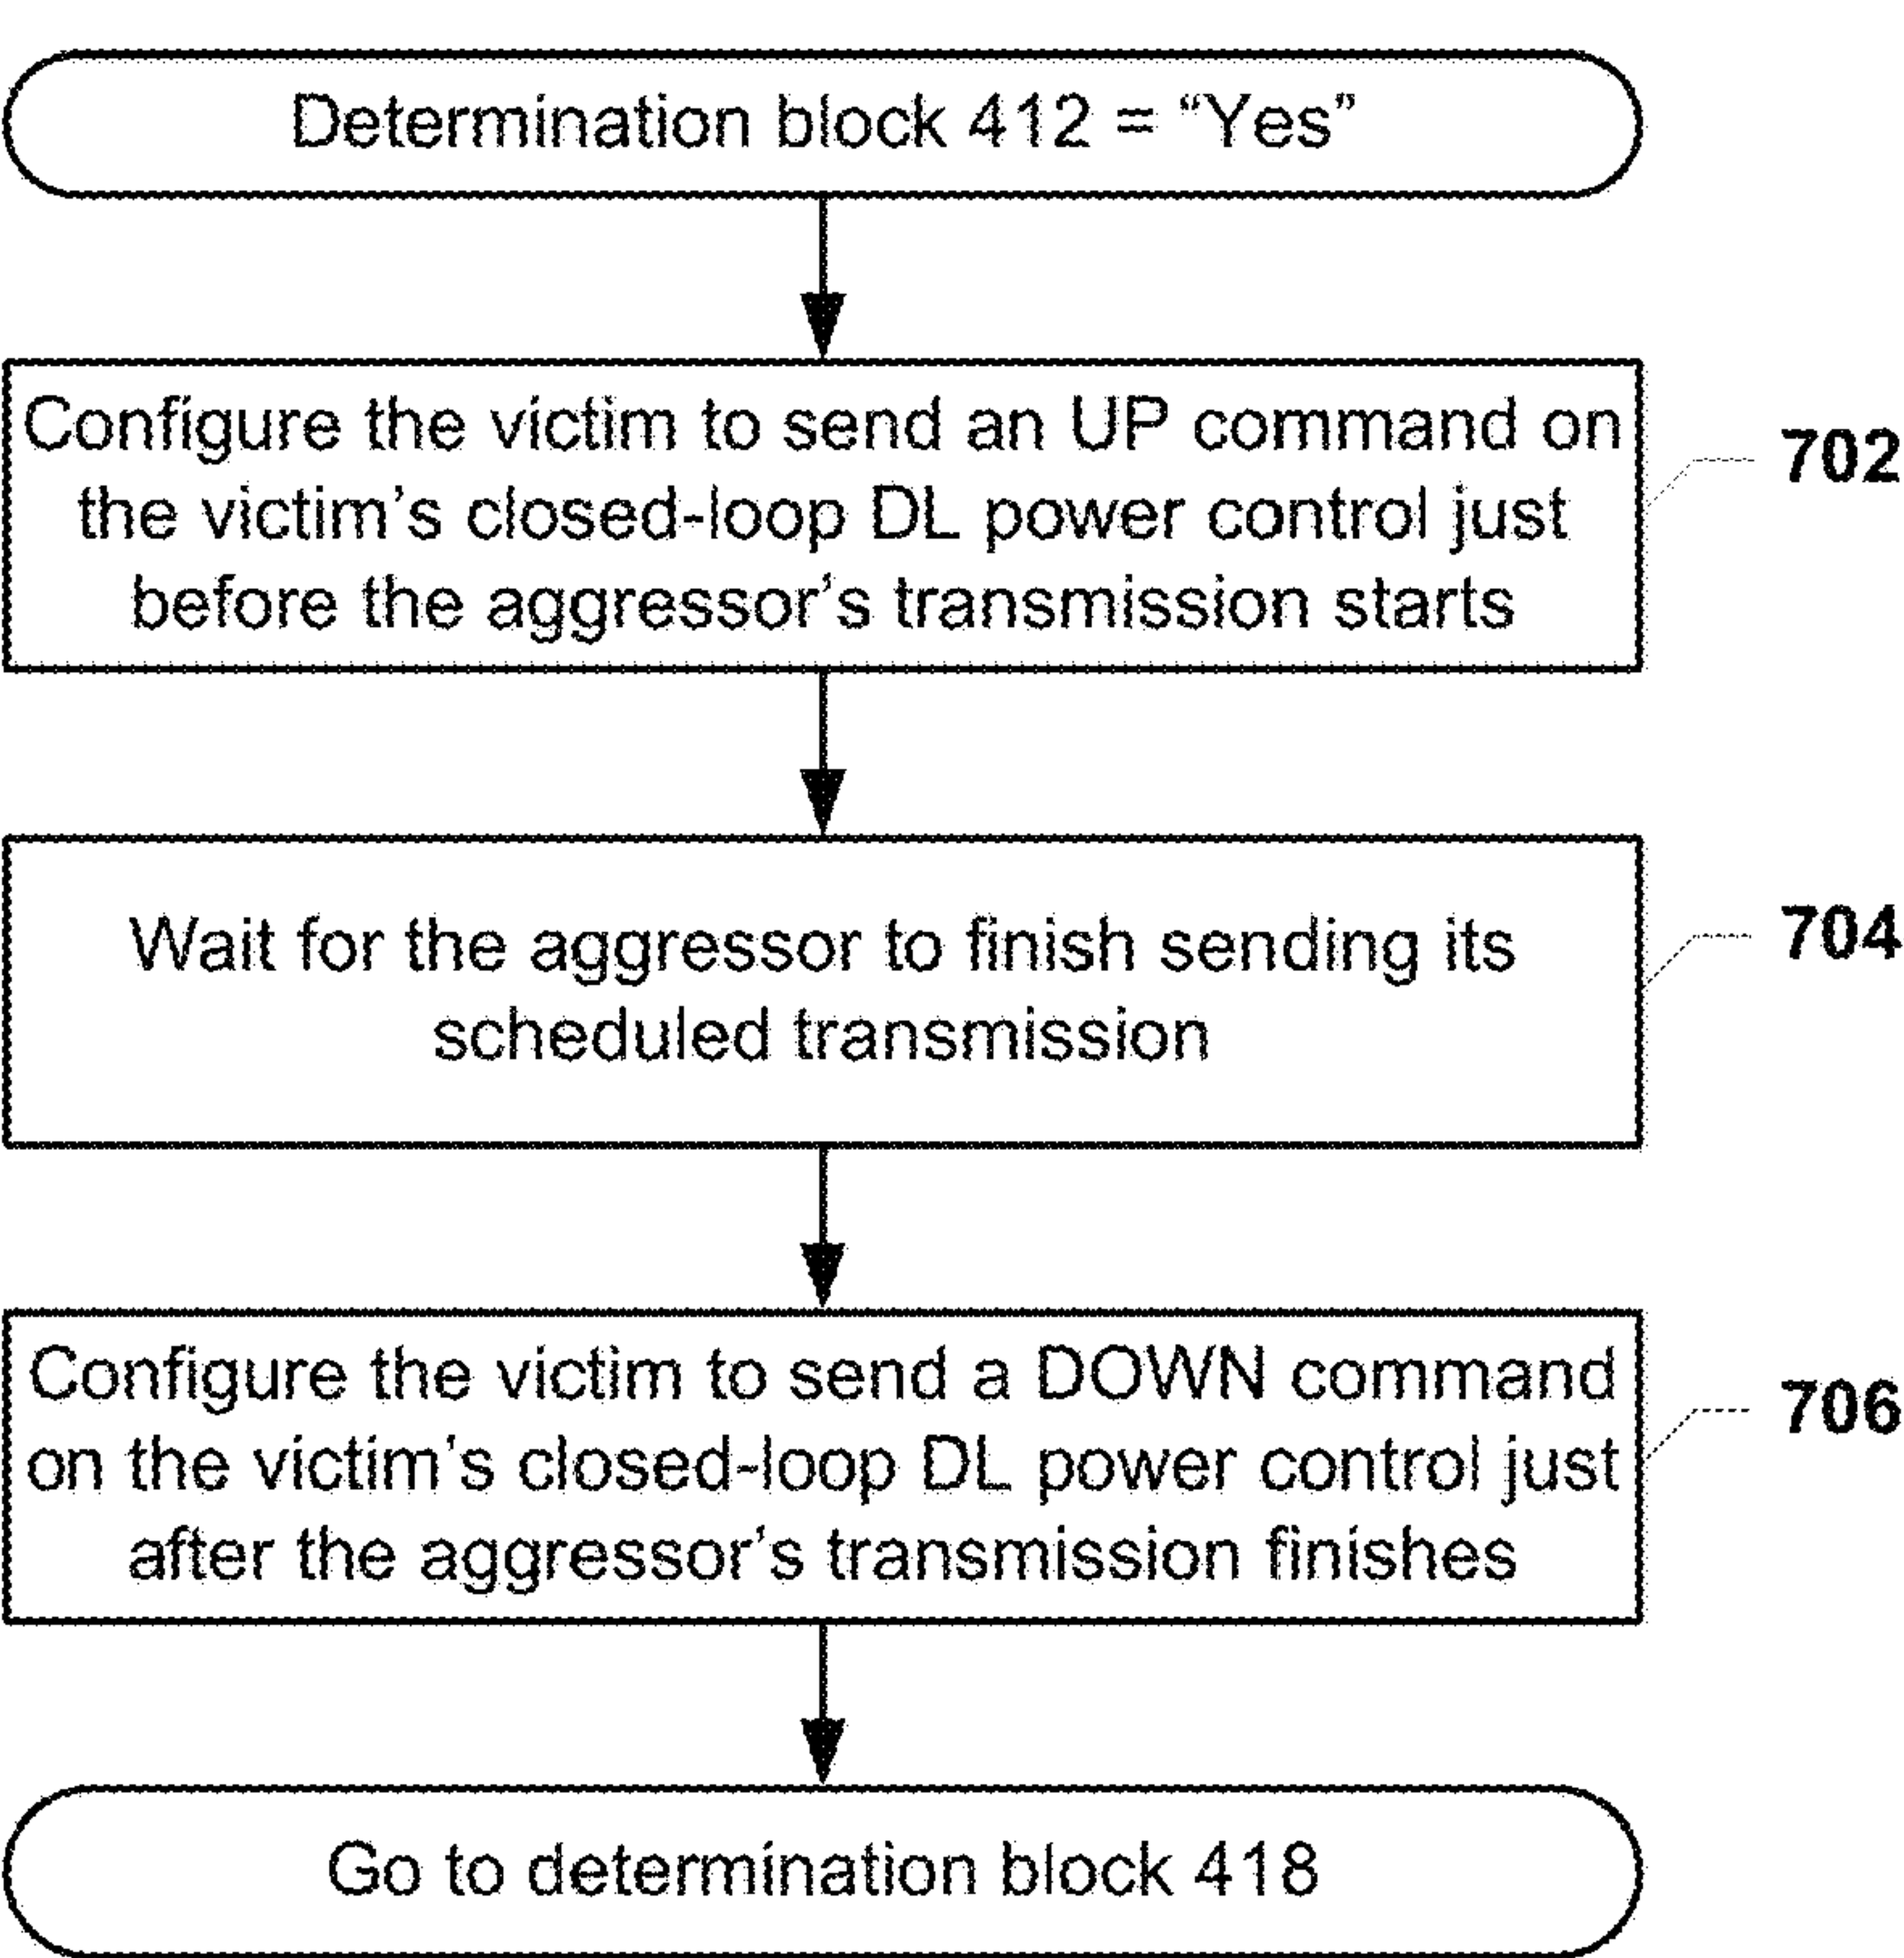 Determination block 412 = “Yes”
Configure the victim to send an UP command on
the victim’s closed-loop DL power control just
before the aggressor’s transmission starts
702
Wait for the aggressor to finish sending its
scheduled transmission
704
Configure the victim to send a DOWN command
on the victim’s closed-loop DL power control just
after the aggressor’s transmission finishes
706
Go to determination block 418